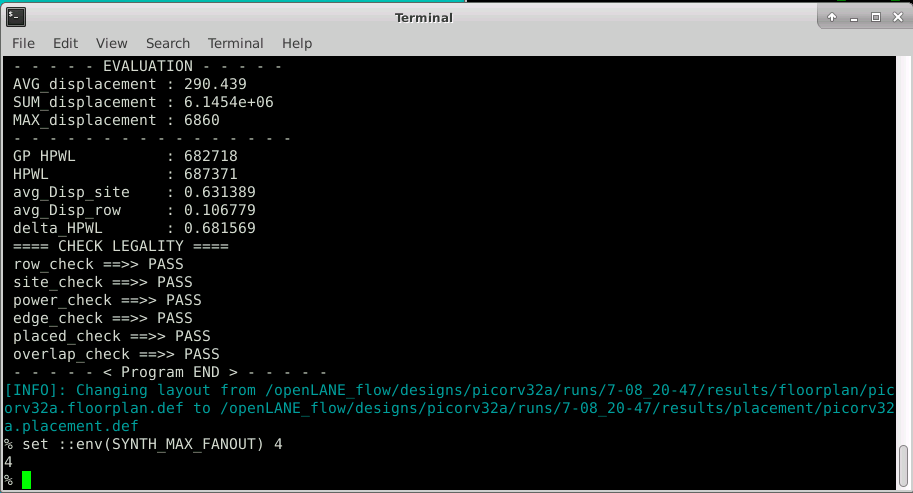 Terminal
File Edit View Search Terminal Help
- - - - - EVALUATION - - - - -
AVG_displacement : 290.439
SUM_displacement : 6.1454e+06
MAX_displacement : 6860
- - - - - - - - - - - - - - - -
GP HPWL          : 682718
HPWL             : 687371
avg_Disp_site    : 0.631389
avg_Disp_row     : 0.106779
delta_HPWL       : 0.681569
==== CHECK LEGALITY ====
row_check ==>> PASS
site_check ==>> PASS
power_check ==>> PASS
edge_check ==>> PASS
placed_check ==>> PASS
overlap_check ==>> PASS
- - - - - < Program END > - - - - -
[INFO]: Changing layout from /openLANE_flow/designs/picorv32a/runs/7-08_20-47/results/floorplan/pic
orv32a.floorplan.def to /openLANE_flow/designs/picorv32a/runs/7-08_20-47/results/placement/picorv32
a.placement.def
% set ::env(SYNTH_MAX_FANOUT) 4
4
%